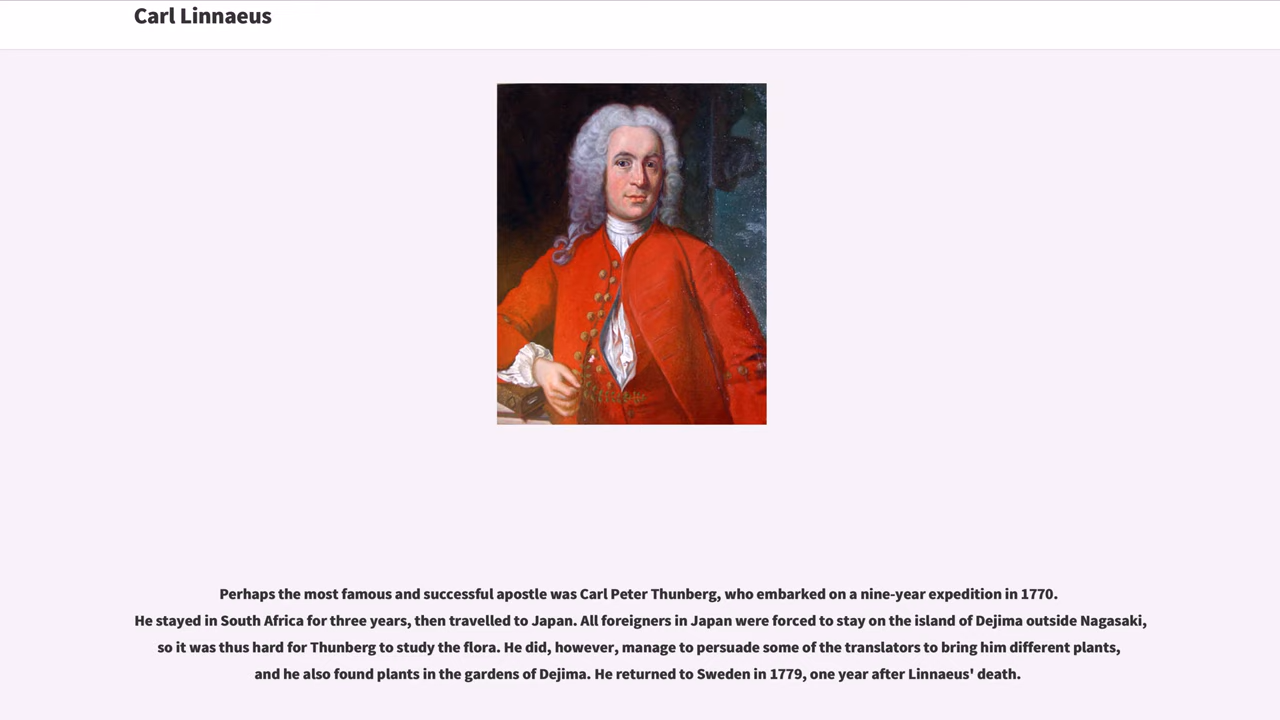 Carl Linnaeus
Perhaps the most famous and successful apostle was Carl Peter Thunberg, who embarked on a nine-year expedition in 1770.
He stayed in South Africa for three years, then travelled to Japan. All foreigners in Japan were forced to stay on the island of Dejima outside Nagasaki,
so it was thus hard for Thunberg to study the flora. He did, however, manage to persuade some of the translators to bring him different plants,
and he also found plants in the gardens of Dejima. He returned to Sweden in 1779, one year after Linnaeus' death.